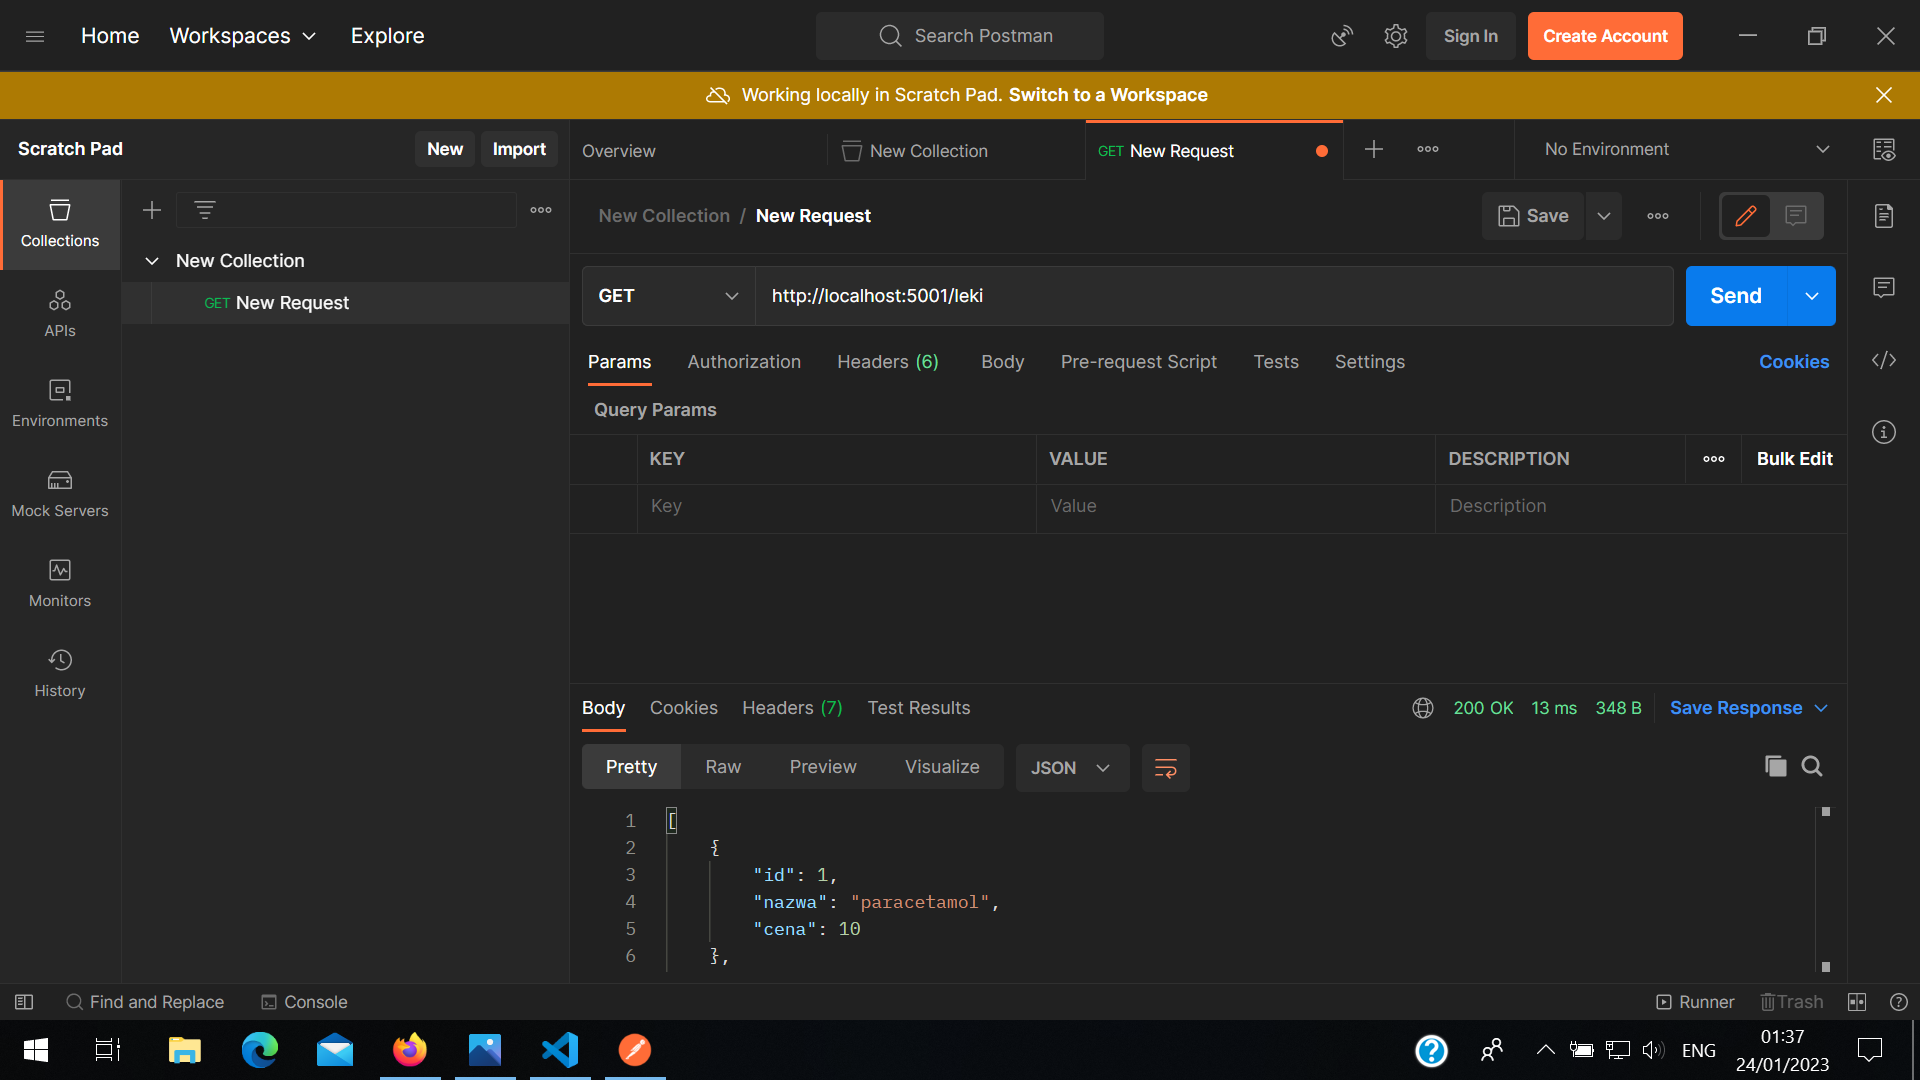 Home Workspaces Explore Search Postman Sign In Create Account
Working locally in Scratch Pad. Switch to a Workspace
Scratch Pad New Import Overview New Collection GET New Request No Environment
Collections
APIs
Environments
Mock Servers
Monitors
History
New Collection
GET New Request
New Collection / New Request Save
GET http://localhost:5001/leki Send
Params Authorization Headers (6) Body Pre-request Script Tests Settings Cookies
Query Params
KEY VALUE DESCRIPTION Bulk Edit
Key Value Description
Body Cookies Headers (7) Test Results 200 OK 13 ms 348 B Save Response
Pretty Raw Preview Visualize JSON
1 [
2 {
3 "id": 1,
4 "nazwa": "paracetamol",
5 "cena": 10
6 },
Find and Replace Console Runner Trash
ENG 01:37
24/01/2023